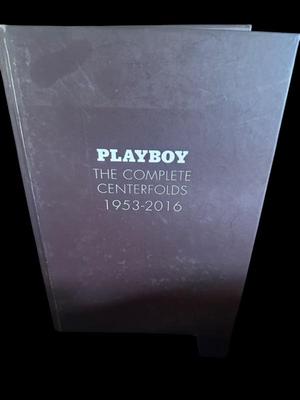 PLAYBOY
THE COMPLETE
CENTERFOLDS
1953-2016